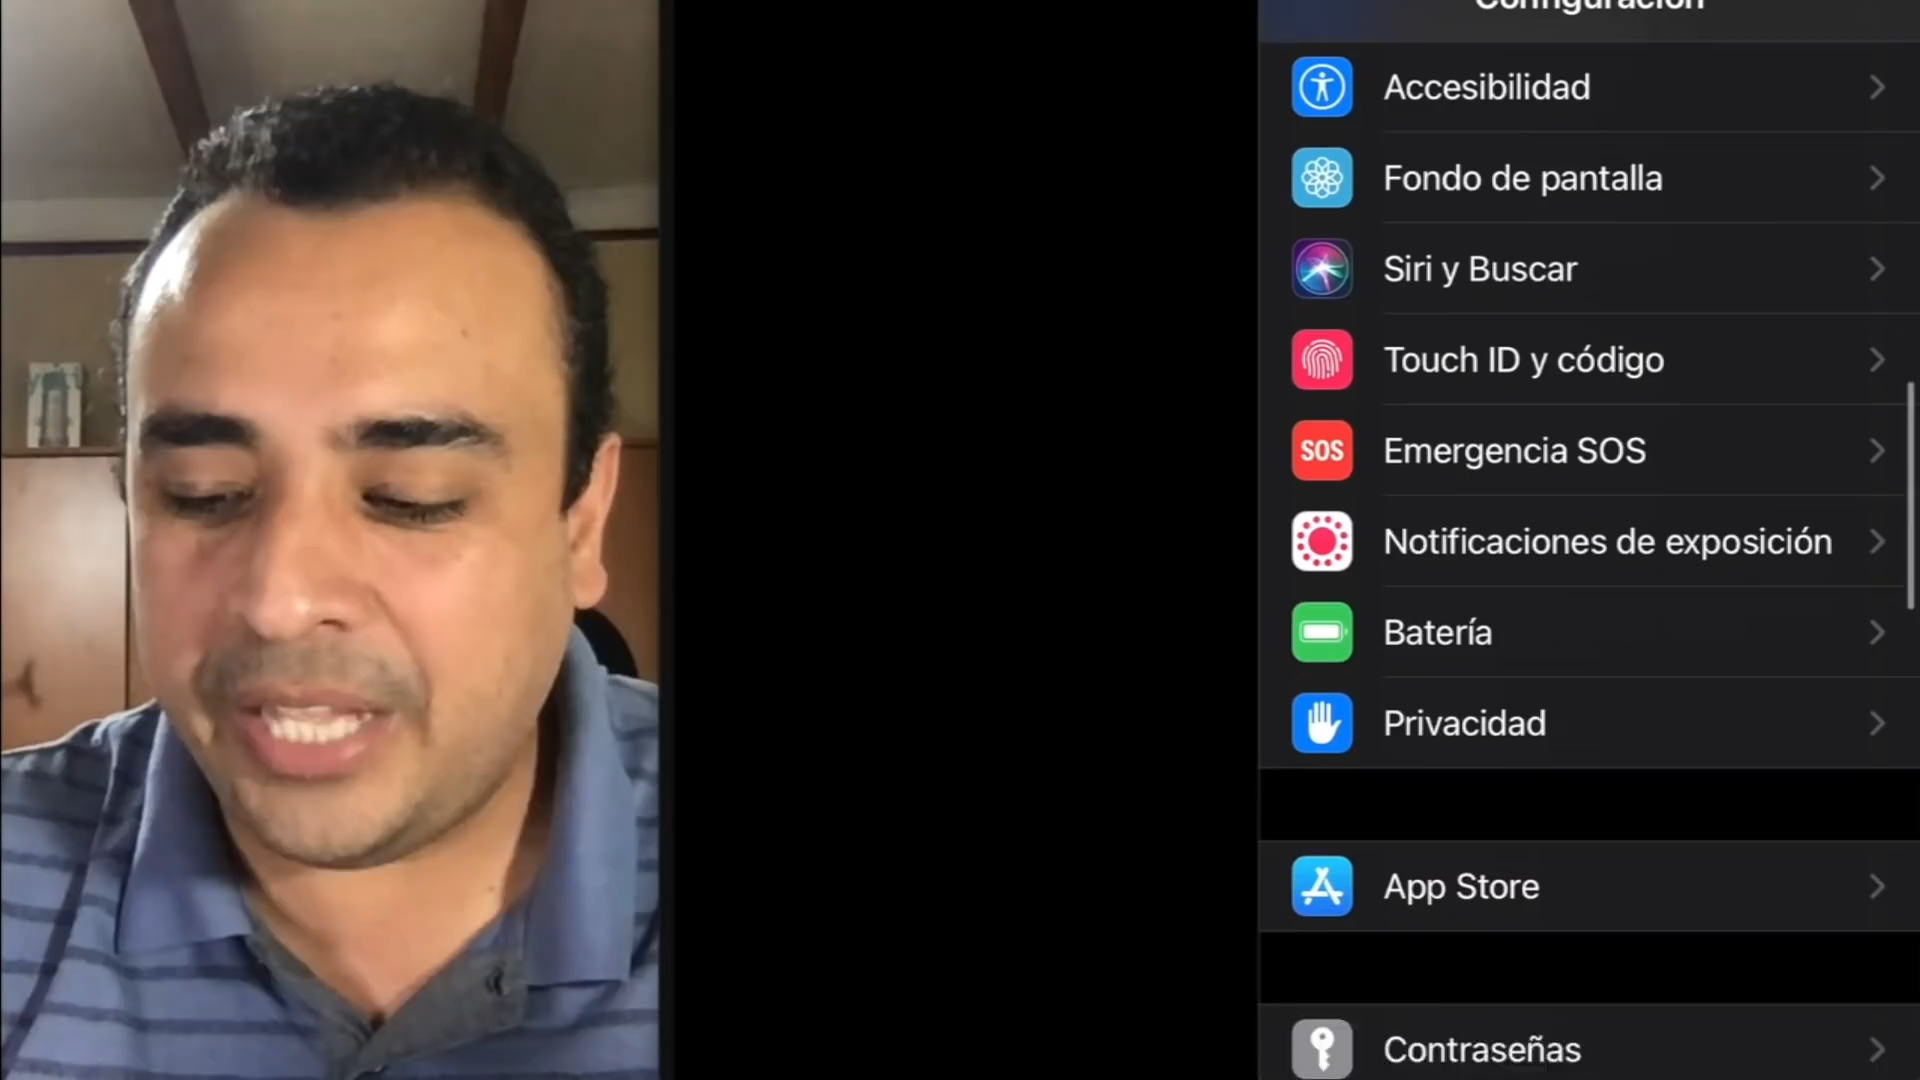 Configuración
Accesibilidad
Fondo de pantalla
Siri y Buscar
Touch ID y código
SOS
Emergencia SOS
Notificaciones de exposición
Batería
Privacidad
App Store
Contraseñas